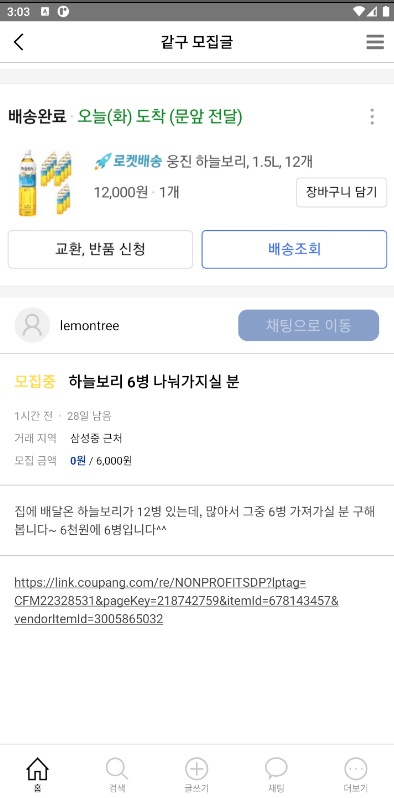 3:03
같구 모집글
배송완료 · 오늘(화) 도착 (문앞 전달)
로켓배송 웅진 하늘보리, 1.5L, 12개
12,000원 · 1개
장바구니 담기
교환, 반품 신청
배송조회
lemontree
채팅으로 이동
모집중 하늘보리 6병 나눠가지실 분
1시간 전 · 28일 남음
거래 지역 삼성중 근처
모집 금액 0원 / 6,000원
집에 배달온 하늘보리가 12병 있는데, 많아서 그중 6병 가져가실 분 구해
봅니다~ 6천원에 6병입니다^^
https://link.coupang.com/re/NONPROFITSDP?lptag=
CFM22328531&pageKey=218742759&itemId=678143457&
vendorItemId=3005865032
홈
검색
글쓰기
채팅
더보기